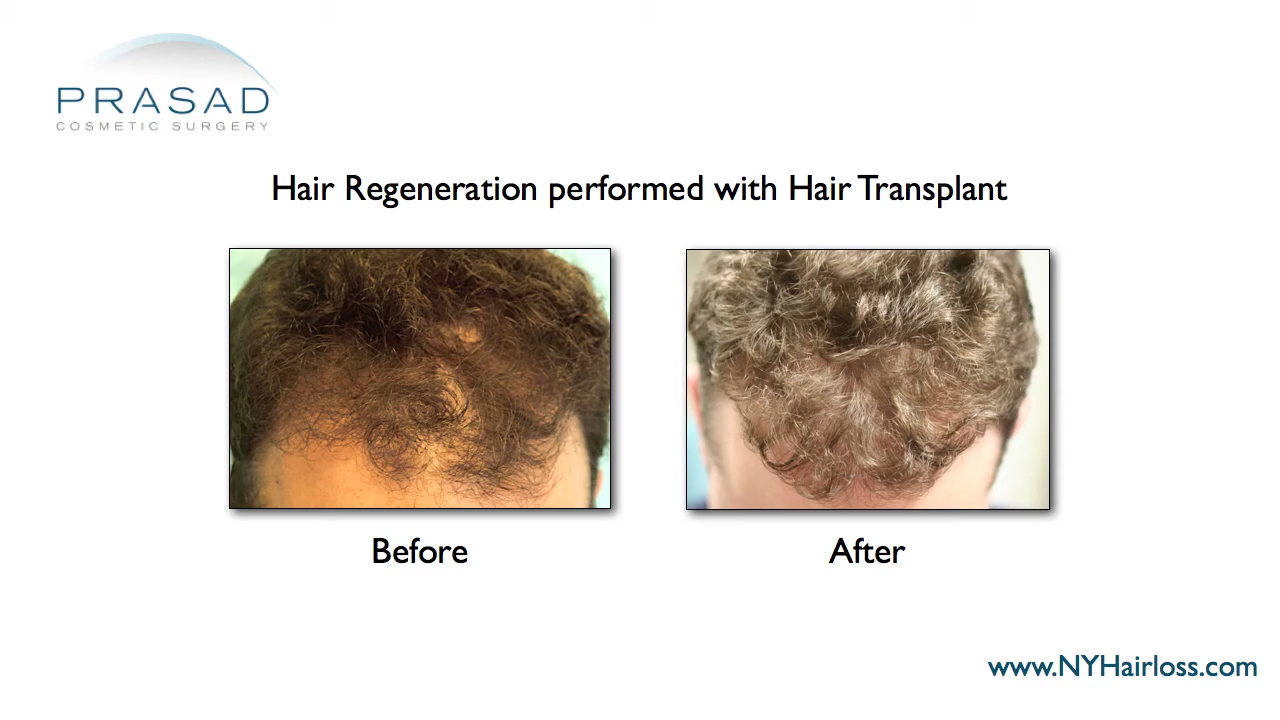 PRASAD
COSMETIC SURGERY
Hair Regeneration performed with Hair Transplant
Before
After
www.NYHairloss.com